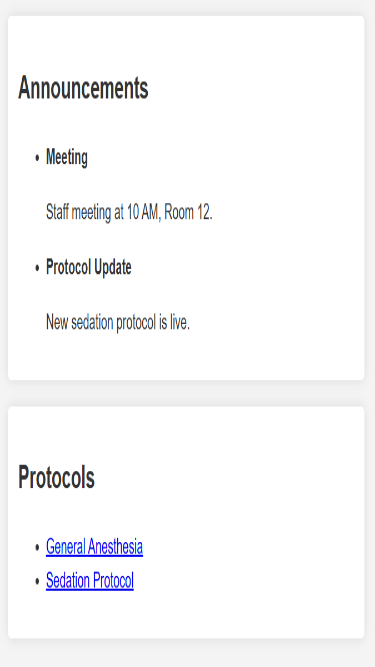 Announcements
Meeting
Staff meeting at 10 AM, Room 12.
Protocol Update
New sedation protocol is live.
Protocols
General Anesthesia
Sedation Protocol